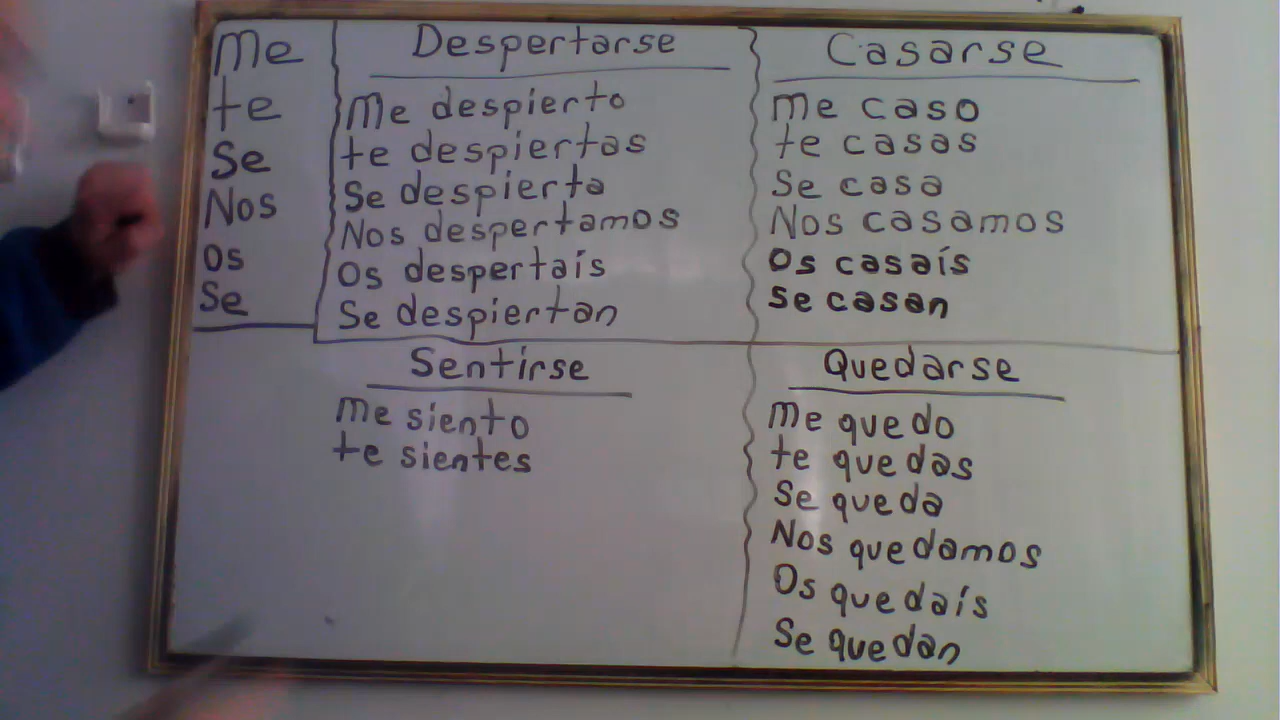 Me
te
Se
Nos
Os
Se
Despertarse
Me despierto
te despiertas
Se despierta
Nos despertamos
Os despertaís
Se despiertan
Casarse
me caso
te casas
Se casa
Nos casamos
Os casaís
Se casan
Sentirse
me siento
te sientes
Quedarse
me quedo
te quedas
Se queda
Nos quedamos
Os quedaís
Se quedan